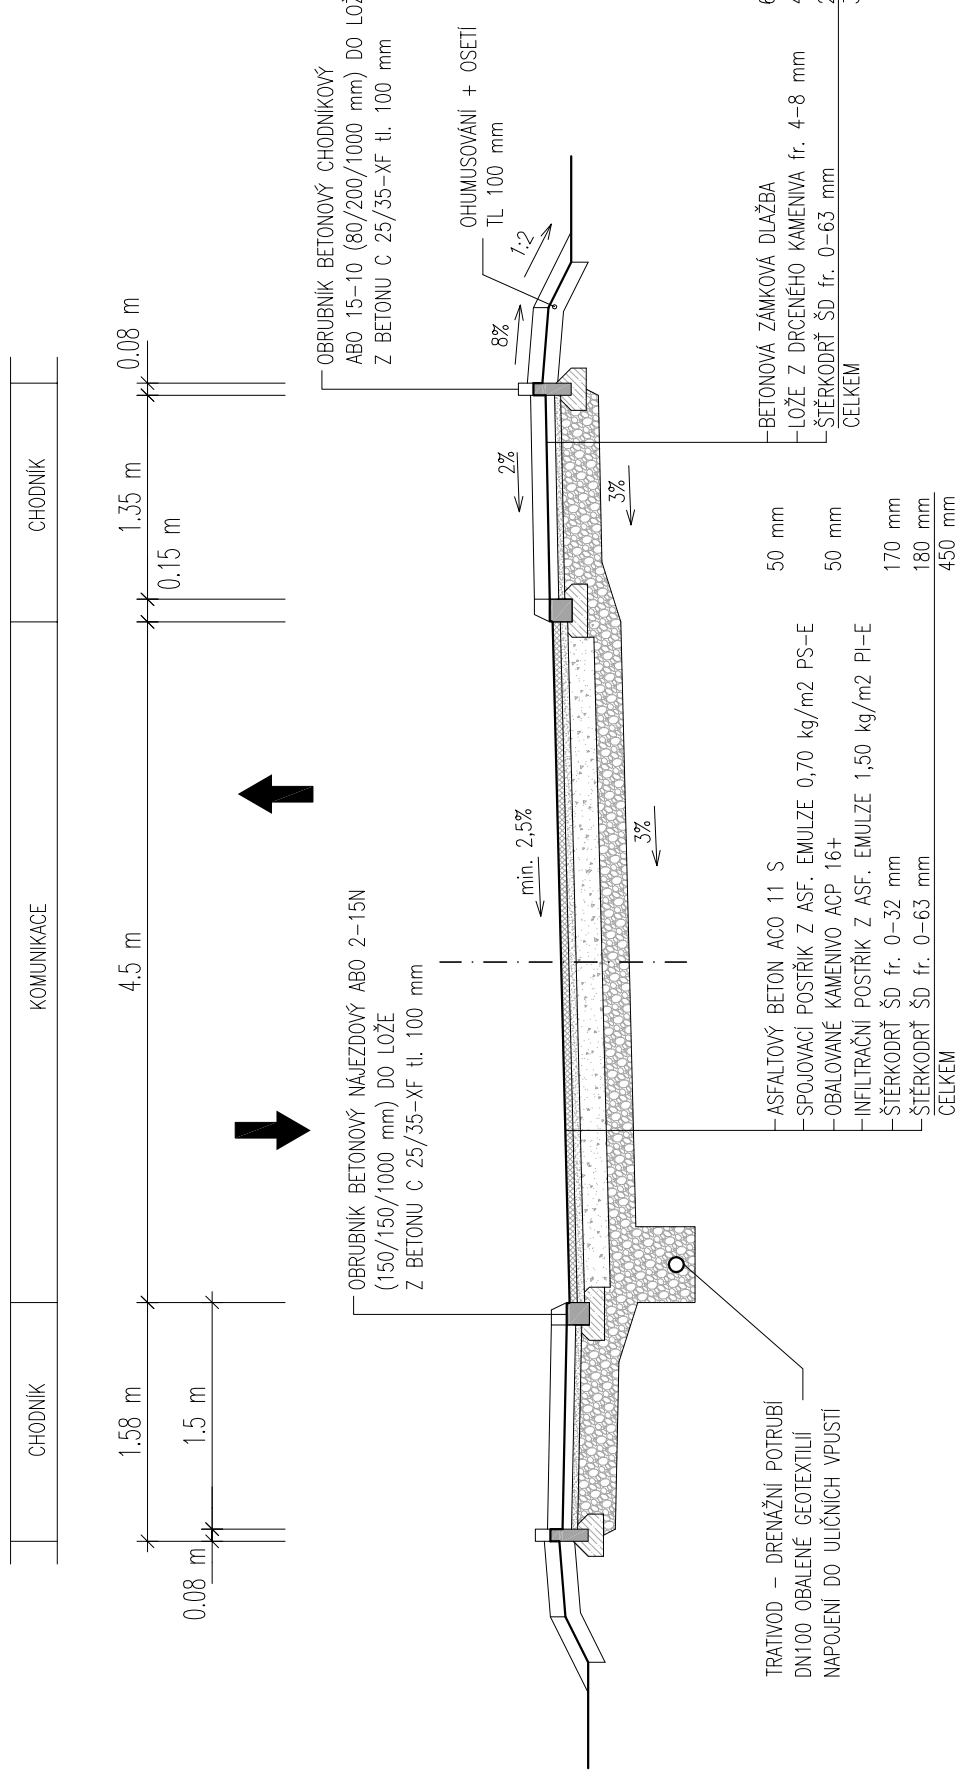 CHODNÍK
KOMUNIKACE
CHODNÍK
1.58 m
4.5 m
1.35 m
0.08 m
0.08 m
1.5 m
0.15 m
OBRUBNÍK BETONOVÝ NÁJEZDOVÝ ABO 2-15N
(150/150/1000 mm) DO LOŽE
Z BETONU C 25/35-XF tl. 100 mm
OBRUBNÍK BETONOVÝ CHODNÍKOVÝ
ABO 15-10 (80/200/1000 mm) DO
Z BETONU C 25/35-XF tl. 100 mm
OHUMUSOVÁNÍ + OSETÍ
TL 100 mm
min. 2,5%
2%
8%
1:2
3%
3%
TRATIVOD - DRENÁŽNÍ POTRUBÍ
DN100 OBALENÉ GEOTEXTILIÍ
NAPOJENÍ DO ULIČNÍCH VPUSTÍ
ASFALTOVÝ BETON ACO 11 S 50 mm
SPOJOVACÍ POSTŘIK Z ASF. EMULZE 0,70 kg/m2 PS-E
OBALOVANÉ KAMENIVO ACP 16+ 50 mm
INFILTRAČNÍ POSTŘIK Z ASF. EMULZE 1,50 kg/m2 PI-E
ŠTĚRKODRŤ ŠD fr. 0-32 mm 170 mm
ŠTĚRKODRŤ ŠD fr. 0-63 mm 180 mm
CELKEM 450 mm
BETONOVÁ ZÁMKOVÁ DLAŽBA
LOŽE Z DRCENÉHO KAMENIVA fr. 4-8 mm
ŠTĚRKODRŤ ŠD fr. 0-63 mm
CELKEM